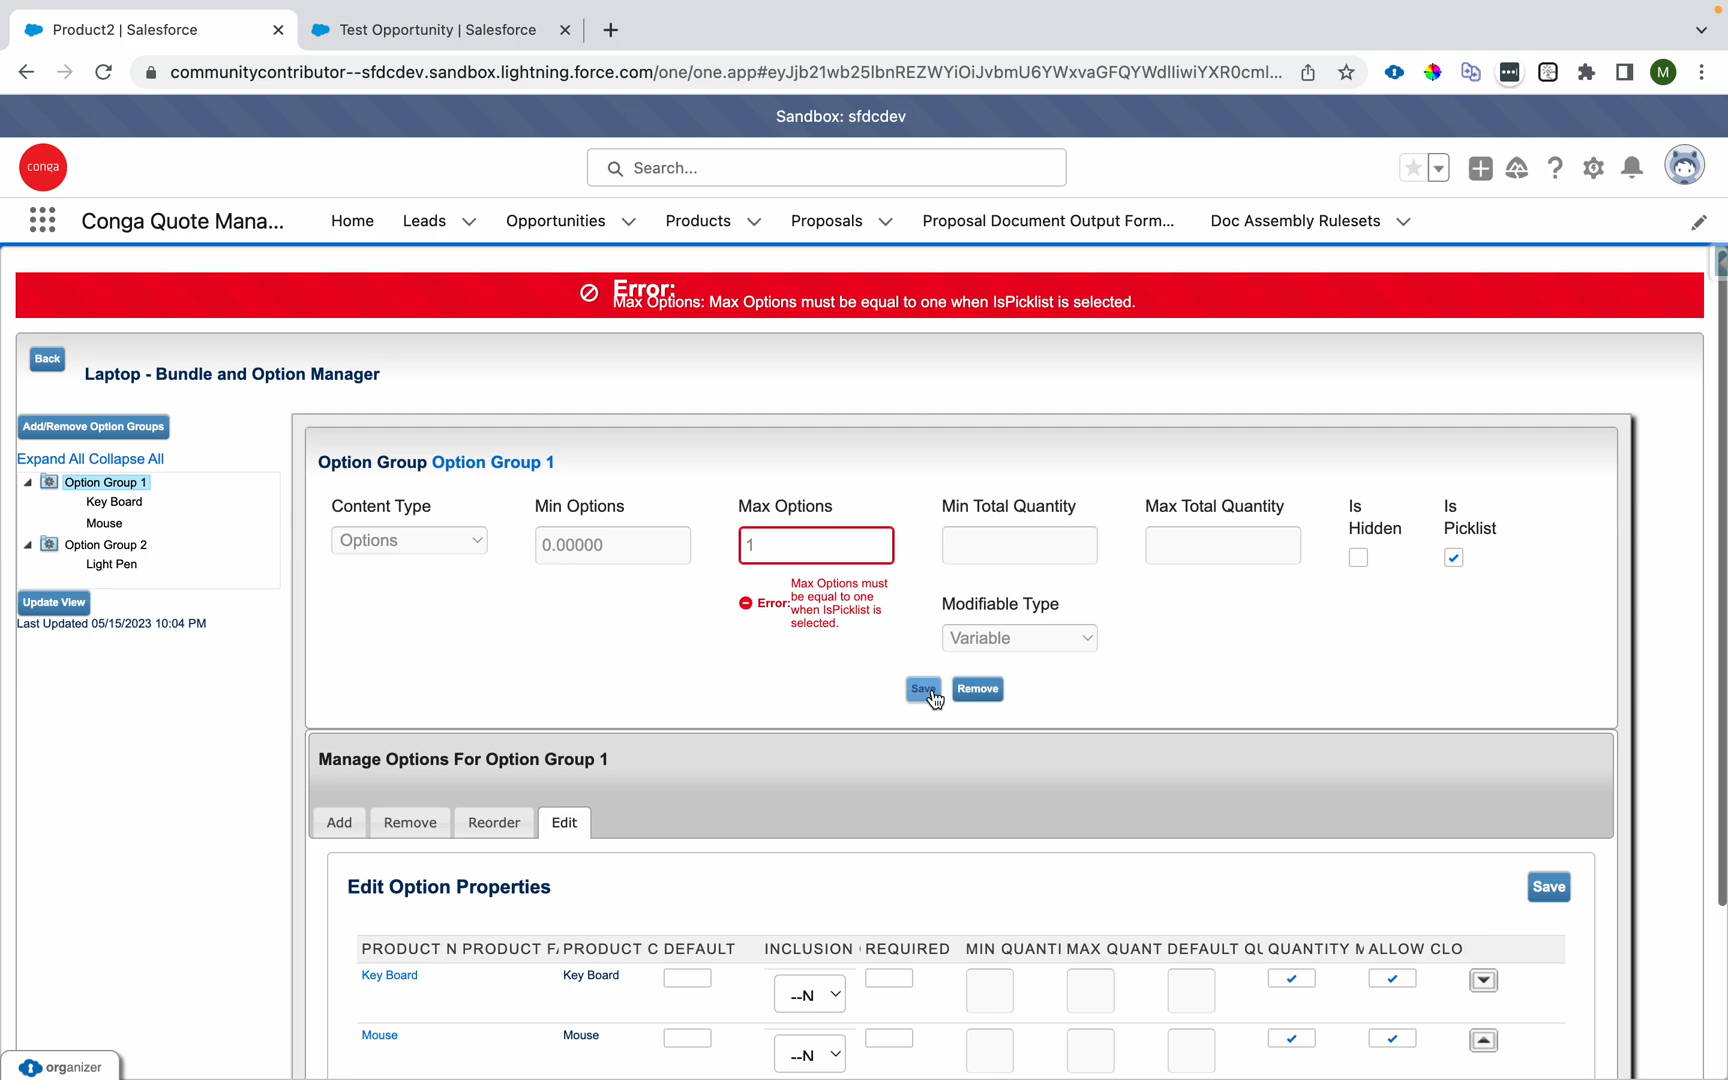 Product2 | Salesforce
Test Opportunity | Salesforce
communitycontributor--sfdcdev.sandbox.lightning.force.com/one/one.app#eyJjb21wb25lbnREZWYiOiJvbmU6YWxvaGFQYWdlIiwiYXR0cml...
M
Sandbox: sfdcdev
conga
Search...
Conga Quote Mana...
Home
Leads
Opportunities
Products
Proposals
Proposal Document Output Form...
Doc Assembly Rulesets
Error:
Max Options: Max Options must be equal to one when IsPicklist is selected.
Back
Laptop - Bundle and Option Manager
Add/Remove Option Groups
Expand All Collapse All
Option Group 1
Key Board
Mouse
Option Group 2
Light Pen
Update View
Last Updated 05/15/2023 10:04 PM
Option Group Option Group 1
Content Type
Min Options
Max Options
Min Total Quantity
Max Total Quantity
Is Hidden
Is Picklist
Options
0.00000
1
Error:
Max Options must
be equal to one
when IsPicklist is
selected.
Modifiable Type
Variable
Save
Remove
Manage Options For Option Group 1
Add
Remove
Reorder
Edit
Edit Option Properties
Save
PRODUCT N PRODUCT F PRODUCT C DEFAULT INCLUSION REQUIRED MIN QUANTI MAX QUANT DEFAULT QU QUANTITY M ALLOW CLO
Key Board Key Board --N
Mouse Mouse --N
organizer